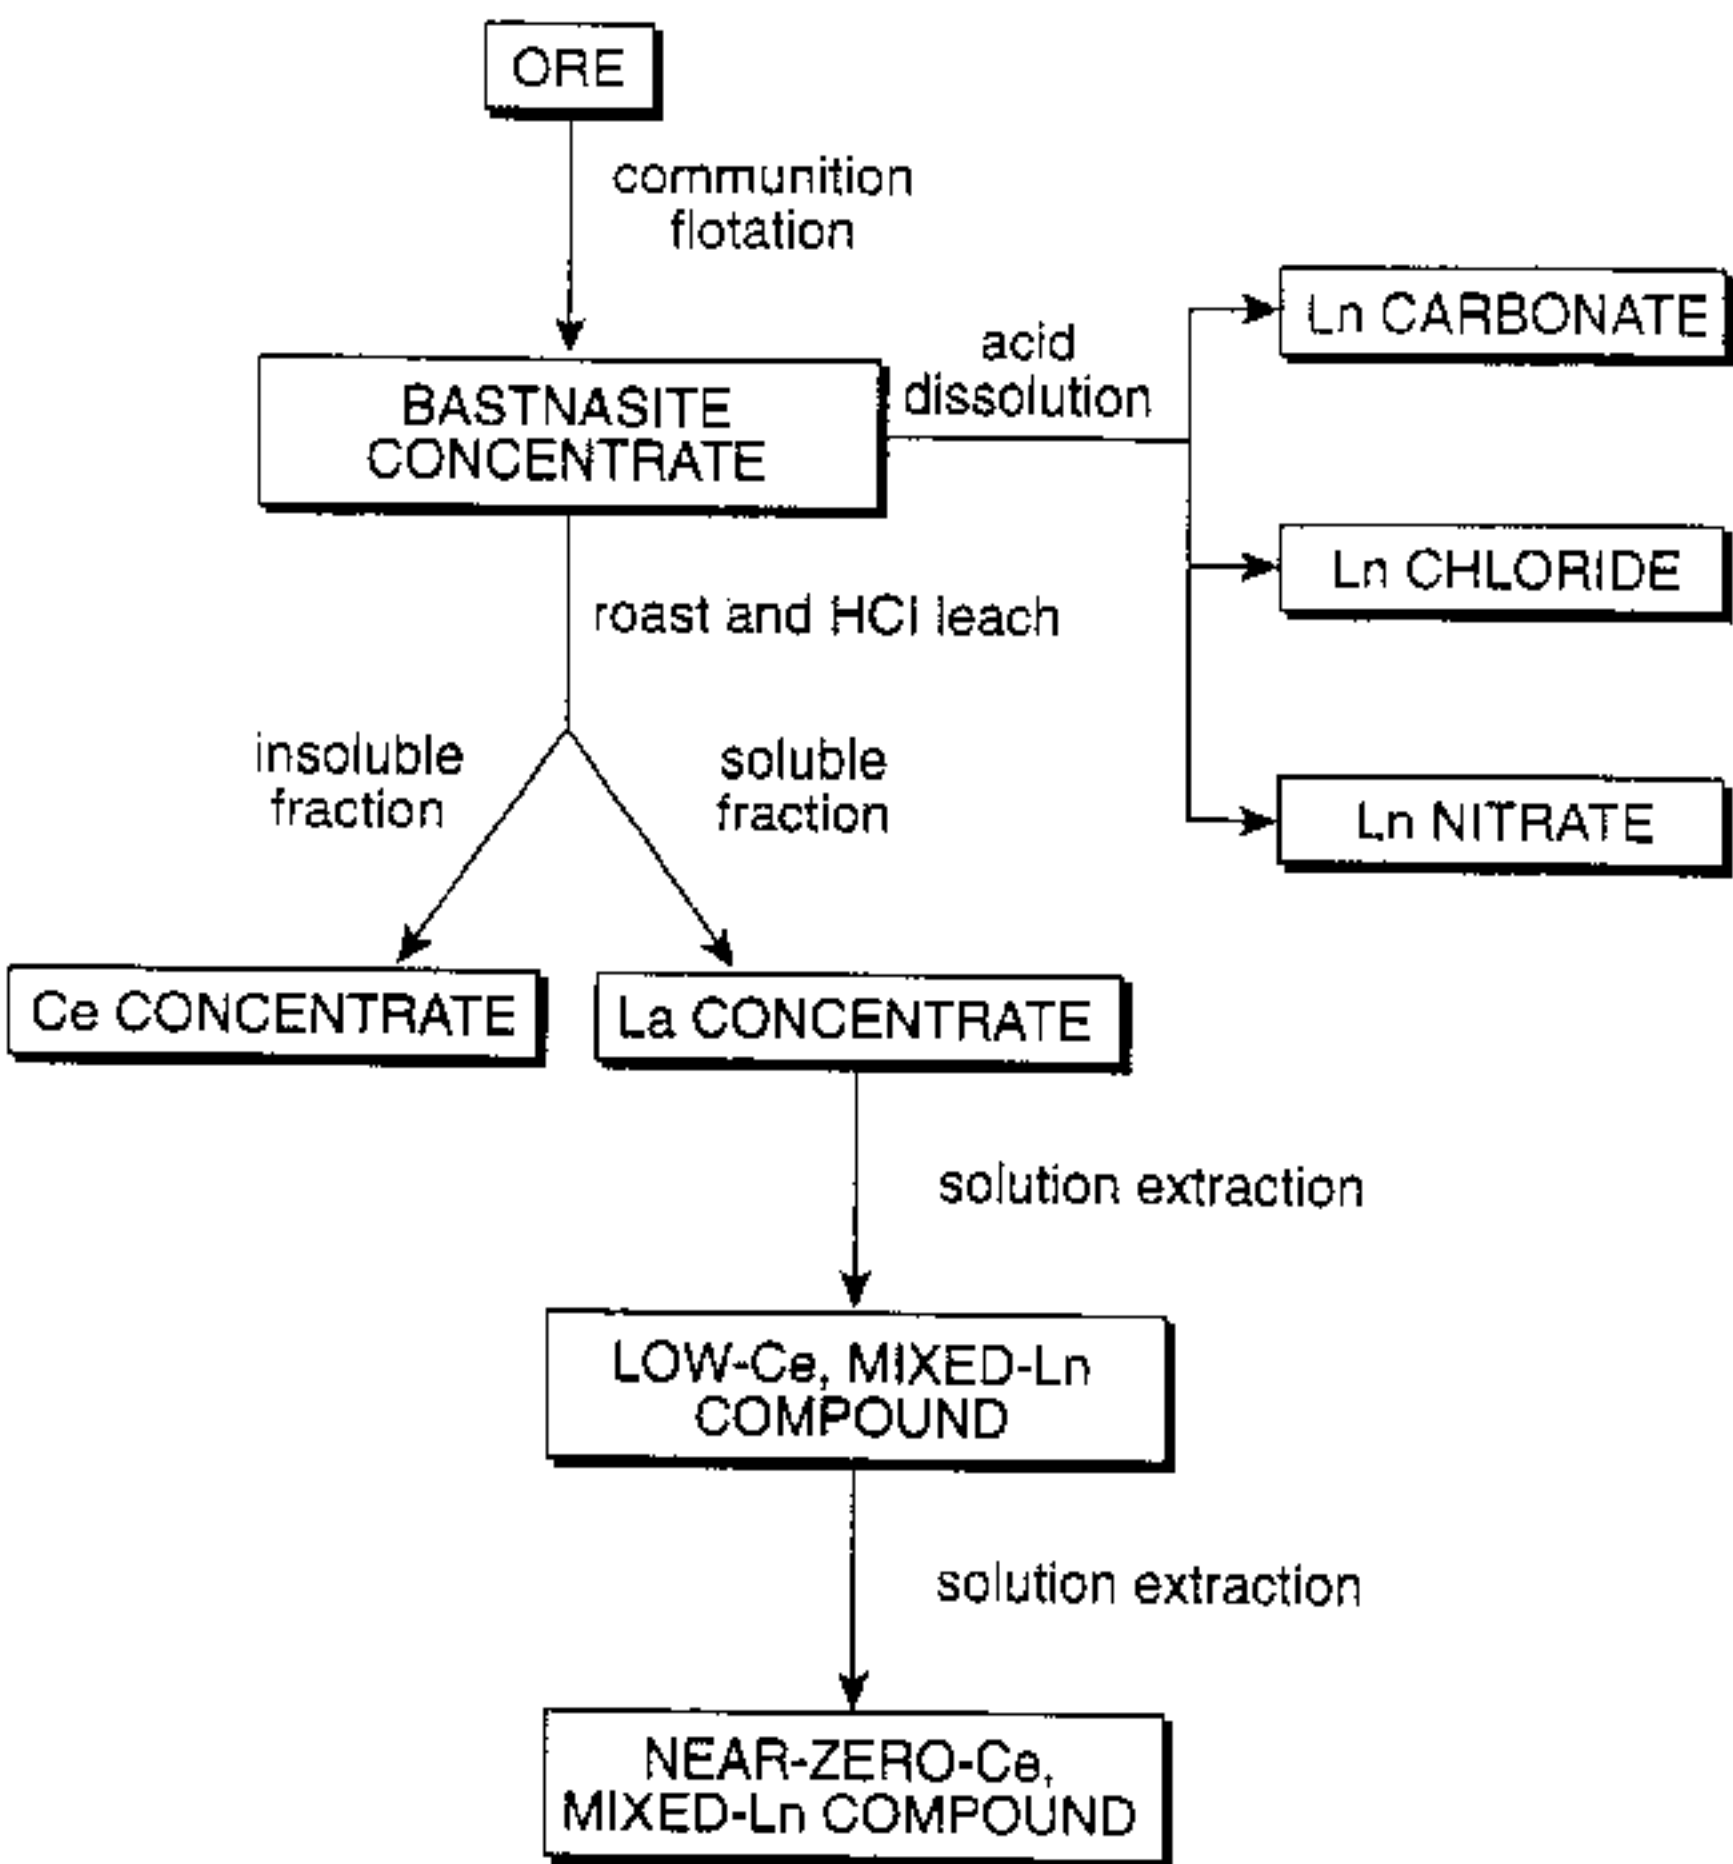 ORE
communition
flotation
BASTNASITE
CONCENTRATE
acid
dissolution
Ln CARBONATE
Ln CHLORIDE
Ln NITRATE
roast and HCl leach
insoluble
fraction
soluble
fraction
Ce CONCENTRATE
La CONCENTRATE
solution extraction
LOW-Ce, MIXED-Ln
COMPOUND
solution extraction
NEAR-ZERO-Ce,
MIXED-Ln COMPOUND